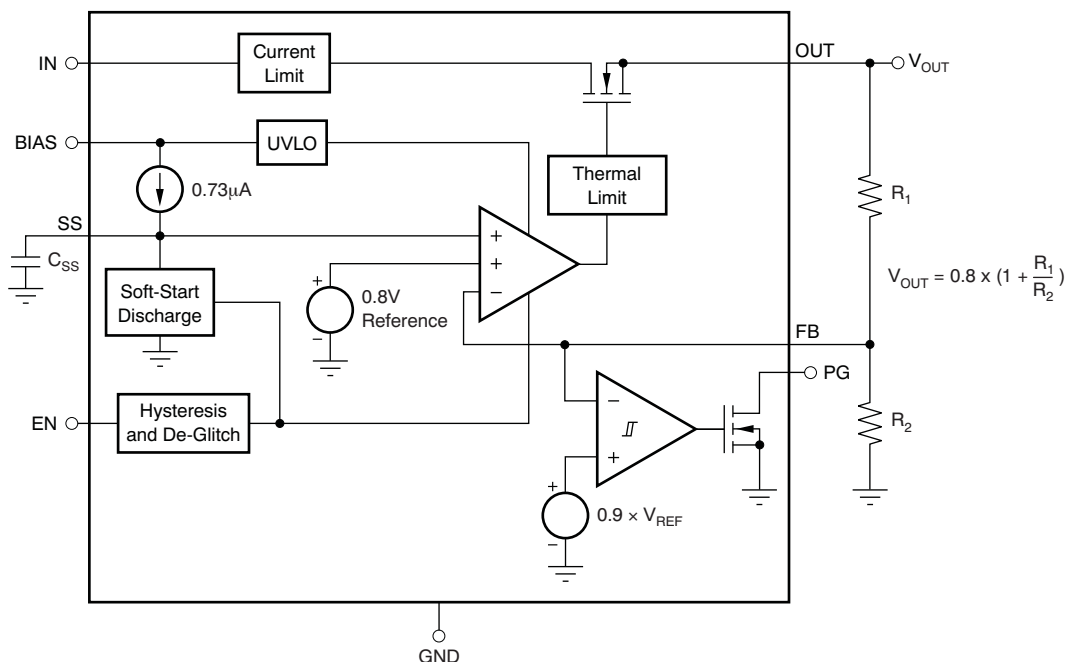 IN
Current
Limit
OUT
V_OUT
BIAS
UVLO
0.73μA
Thermal
Limit
R_1
SS
C_SS
+
+
−
+
0.8V
Reference
−
V_OUT = 0.8 x (1 + R_1/R_2)
Soft-Start
Discharge
FB
PG
EN
Hysteresis
and De-Glitch
−
+
R_2
+
0.9 × V_REF
−
GND